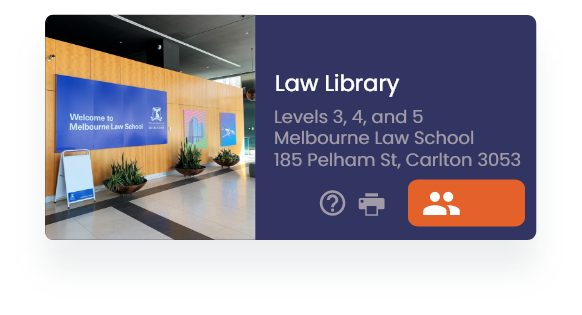 Welcome to
Melbourne Law School
Law Library
Levels 3, 4, and 5
Melbourne Law School
185 Pelham St, Carlton 3053